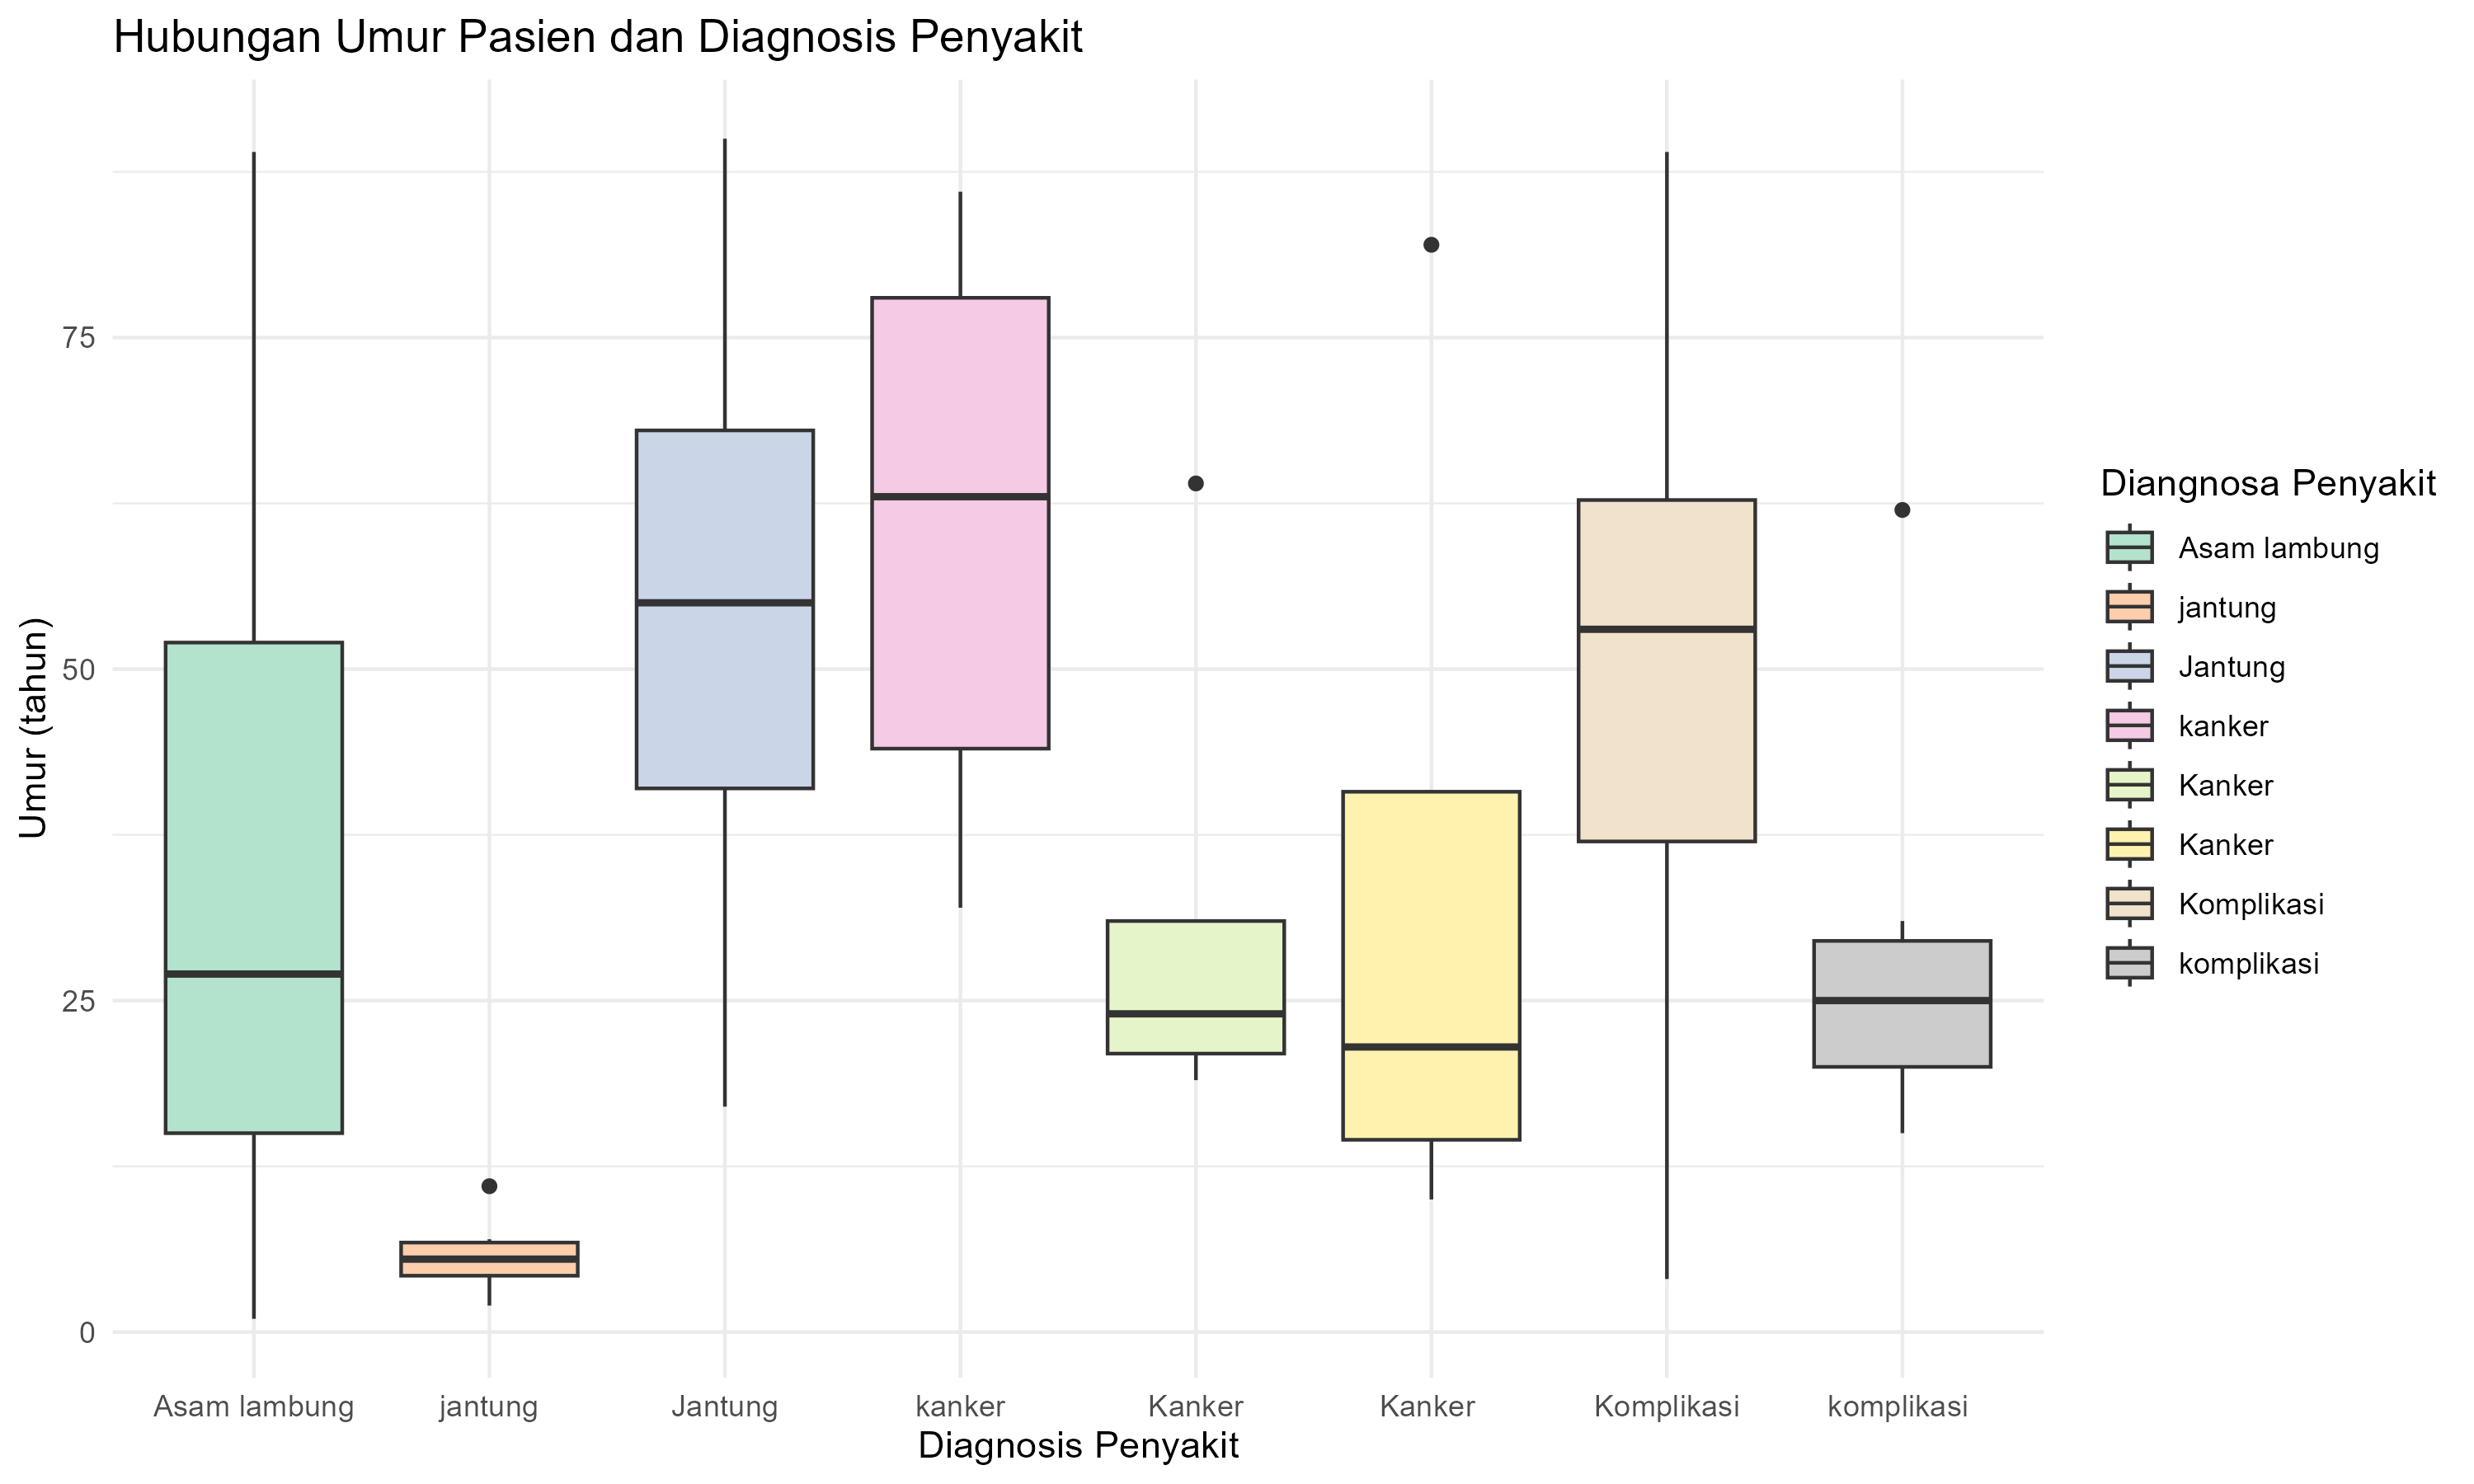 Hubungan Umur Pasien dan Diagnosis Penyakit
Umur (tahun)
75
50
25
0
Asam lambung
jantung
Jantung
kanker
Kanker
Kanker
Komplikasi
komplikasi
Diagnosis Penyakit
Diangnosa Penyakit
Asam lambung
jantung
Jantung
kanker
Kanker
Kanker
Komplikasi
komplikasi